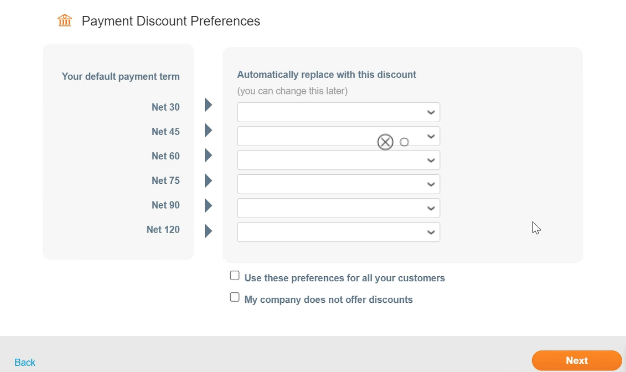 Payment Discount Preferences
Your default payment term
Net 30
Net 45
Net 60
Net 75
Net 90
Net 120
Automatically replace with this discount
(you can change this later)
Use these preferences for all your customers
My company does not offer discounts
Back
Next